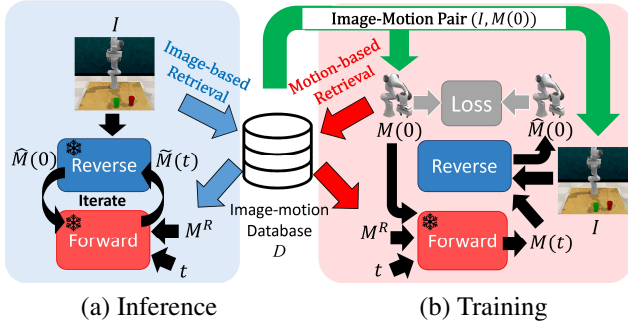 Image-Motion Pair (I, M(0))
I
Image-based
Retrieval
Motion-based
Retrieval
Loss
M(0)
M̂(0)
M̂(0)
Reverse
M̃(t)
Iterate
Forward
M^R
t
Image-motion
Database
D
Reverse
I
M^R
Forward
M(t)
t
(a) Inference
(b) Training